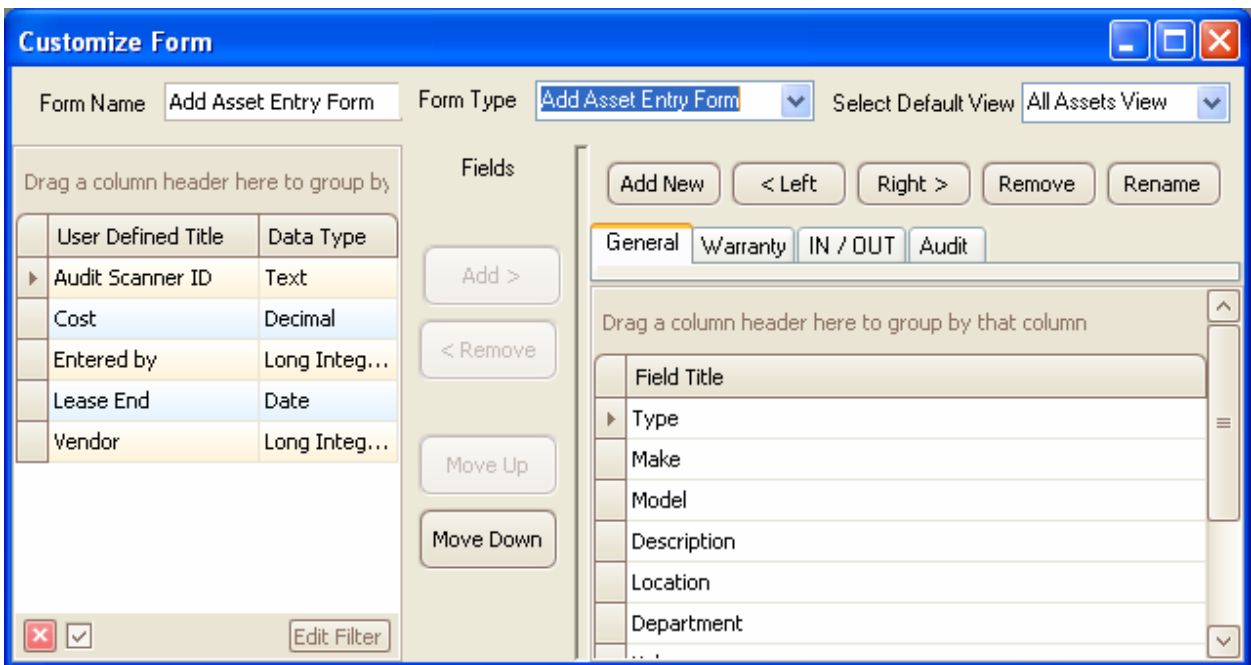 Customize Form
Form Name Add Asset Entry Form Form Type Add Asset Entry Form Select Default View All Assets View
Drag a column header here to group by
User Defined Title Data Type
Audit Scanner ID Text
Cost Decimal
Entered by Long Integ...
Lease End Date
Vendor Long Integ...
Edit Filter
Fields
Add >
< Remove
Move Up
Move Down
Add New < Left Right > Remove Rename
General Warranty IN / OUT Audit
Drag a column header here to group by that column
Field Title
Type
Make
Model
Description
Location
Department